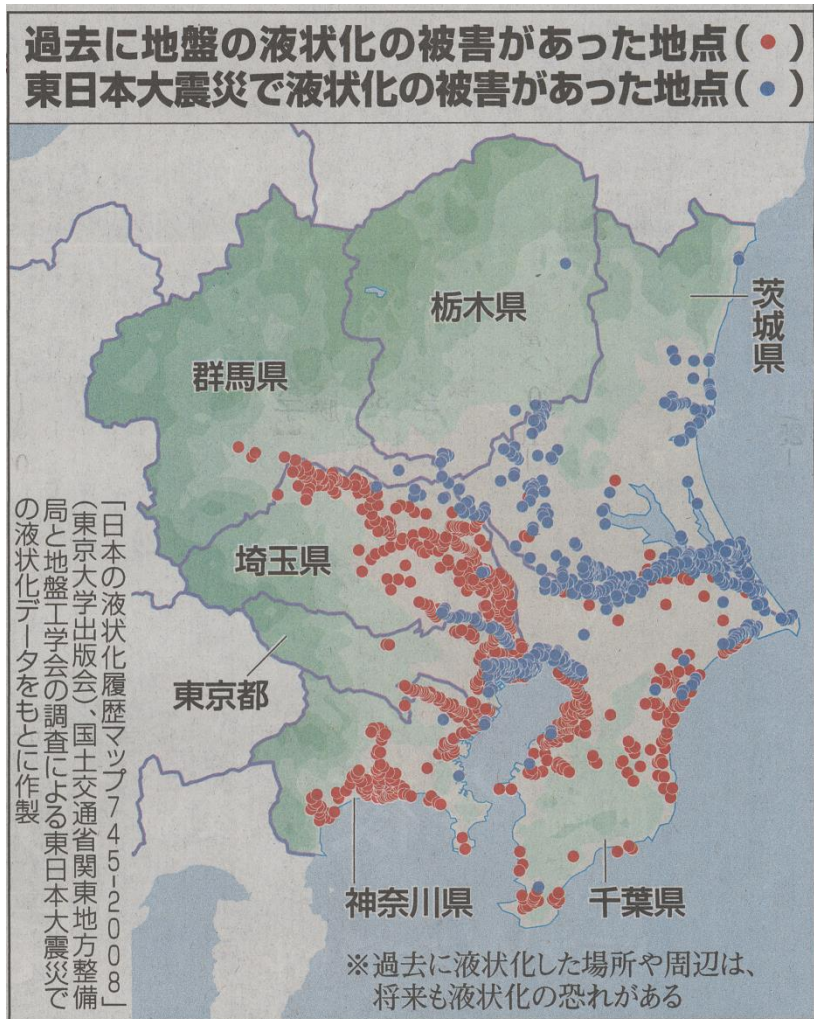 過去に地盤の液状化の被害があった地点(●)
東日本大震災で液状化の被害があった地点(●)
栃木県
茨城県
群馬県
埼玉県
東京都
神奈川県
千葉県
「日本の液状化履歴マップ745-2008」
(東京大学出版会)、国土交通省関東地方整備
局と地盤工学会の調査による東日本大震災で
の液状化データをもとに作製
※過去に液状化した場所や周辺は、
将来も液状化の恐れがある